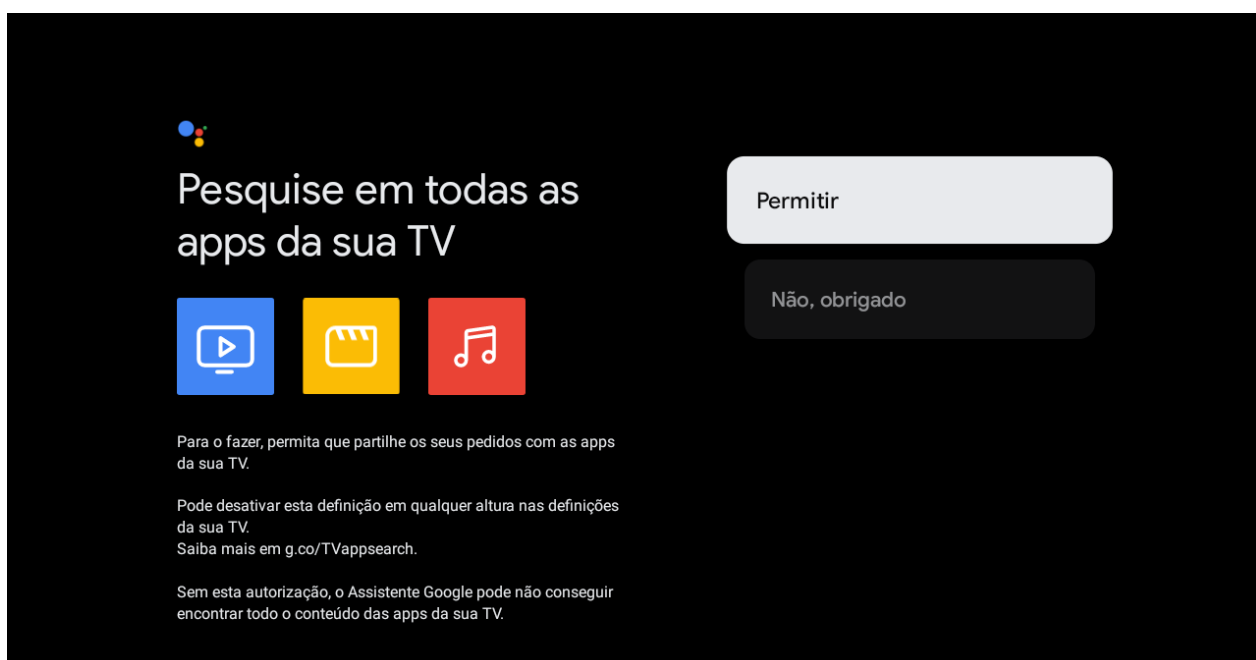 Pesquise em todas as
apps da sua TV
Para o fazer, permita que partilhe os seus pedidos com as apps
da sua TV.
Pode desativar esta definição em qualquer altura nas definições
da sua TV.
Saiba mais em g.co/TVappsearch.
Sem esta autorização, o Assistente Google pode não conseguir
encontrar todo o conteúdo das apps da sua TV.
Permitir
Não, obrigado